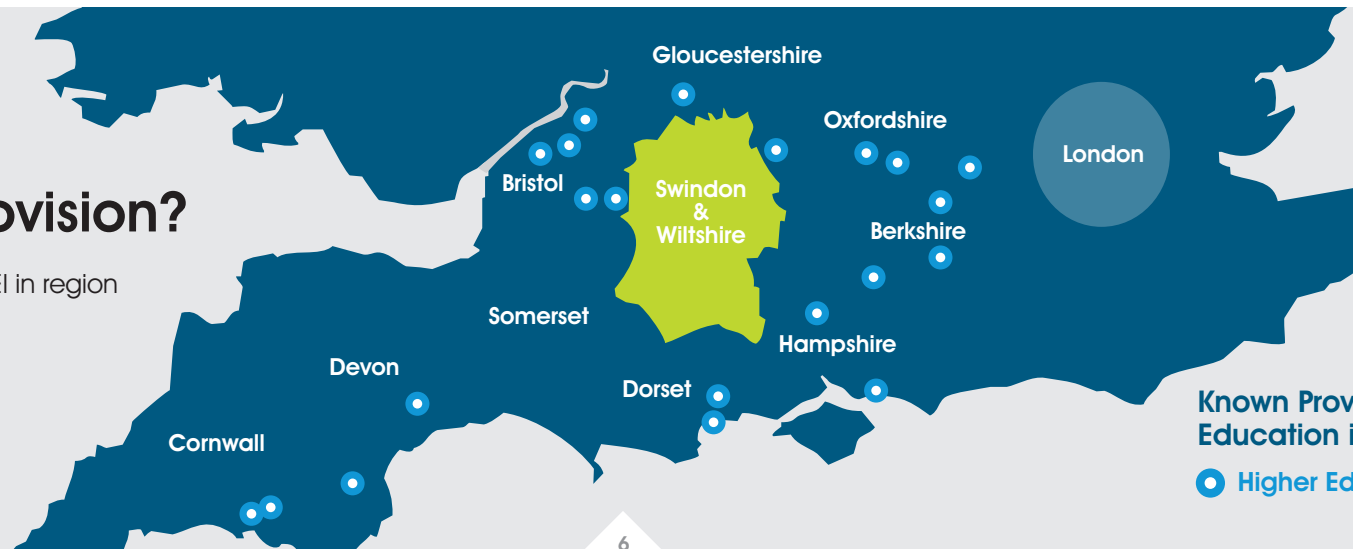 Gloucestershire
Oxfordshire
London
Bristol
Swindon
&
Wiltshire
ovision?
Berkshire
EI in region
Somerset
Hampshire
Devon
Dorset
Known Prov
Education i
Cornwall
Higher Ed
6